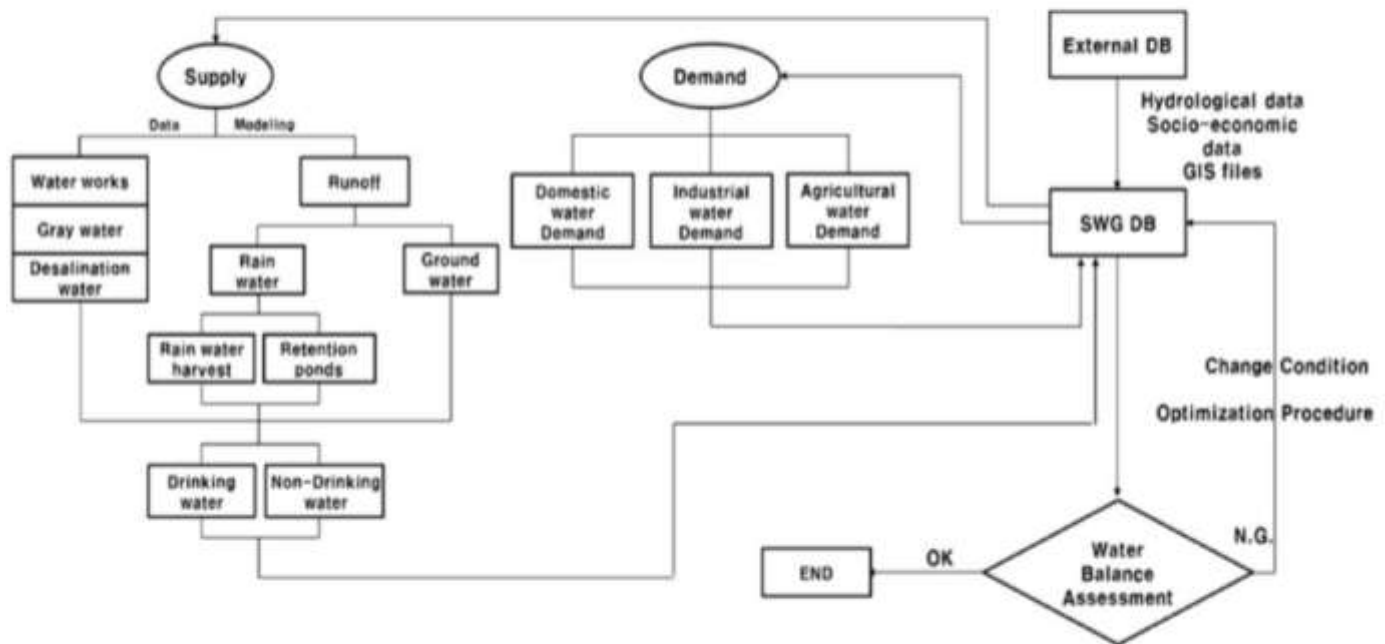 External DB
Supply
Demand
Data
Modeling
Hydrological data
Socio-economic
data
GIS files
Water works
Runoff
Domestic
water
Demand
Industrial
water
Demand
Agricultural
water
Demand
SWG DB
Gray water
Rain
water
Ground
water
Desalination
water
Rain water
harvest
Retention
ponds
Change Condition
Optimization Procedure
Drinking
water
Non-Drinking
water
N.G.
OK
END
Water
Balance
Assessment